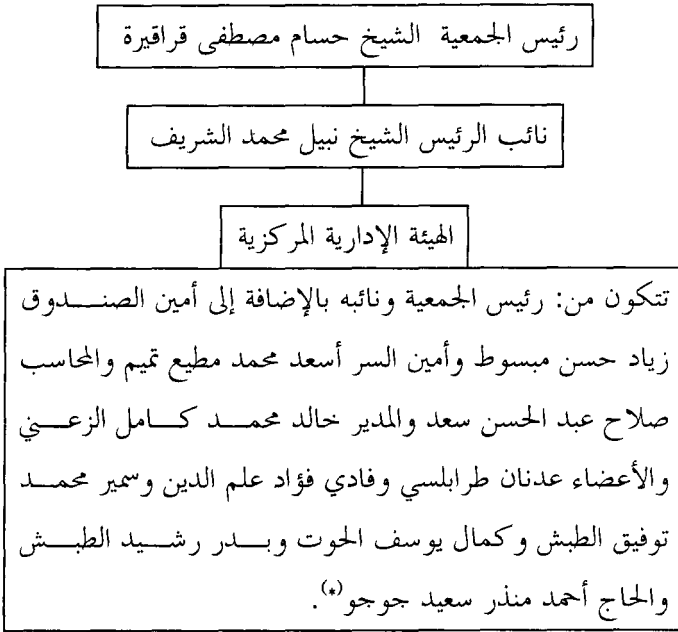 رئيس الجمعية الشيخ حسام مصطفى قراقيرة
نائب الرئيس الشيخ نبيل محمد الشريف
الهيئة الإدارية المركزية
تتكون من: رئيس الجمعية ونائبه بالإضافة إلى أمين الصندوق
زياد حسن مبسوط وأمين السر أسعد محمد مطيع تميم والمحاسب
صلاح عبد الحسن سعد والمدير خالد محمد كامل الزعني
والأعضاء عدنان طرابلسي وفادي فؤاد علم الدين وسمير محمد
توفيق الطبش وكمال يوسف الحوت وبدر رشيد الطبش
والحاج أحمد منذر سعيد جوجو(*).